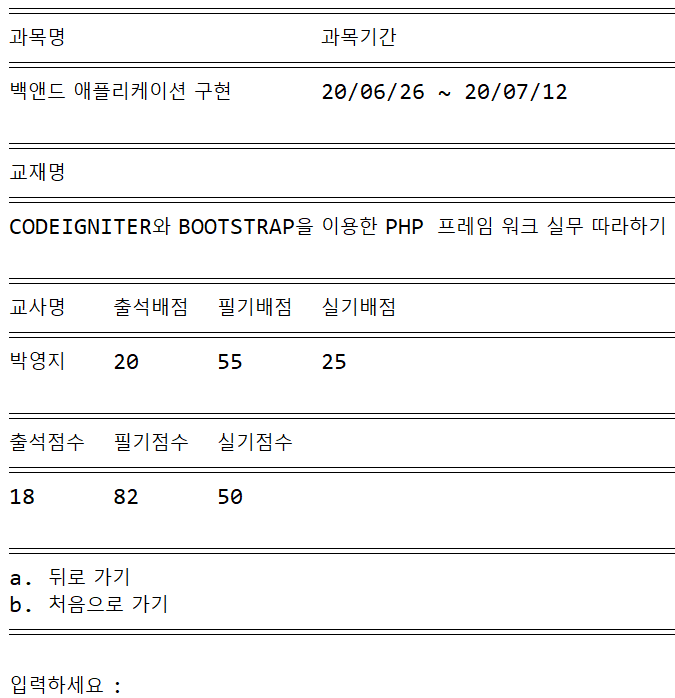 과목명 과목기간
백앤드 애플리케이션 구현 20/06/26 ~ 20/07/12
교재명
CODEIGNITER와 BOOTSTRAP을 이용한 PHP 프레임 워크 실무 따라하기
교사명 출석배점 필기배점 실기배점
박영지 20 55 25
출석점수 필기점수 실기점수
18 82 50
a. 뒤로 가기
b. 처음으로 가기
입력하세요 :